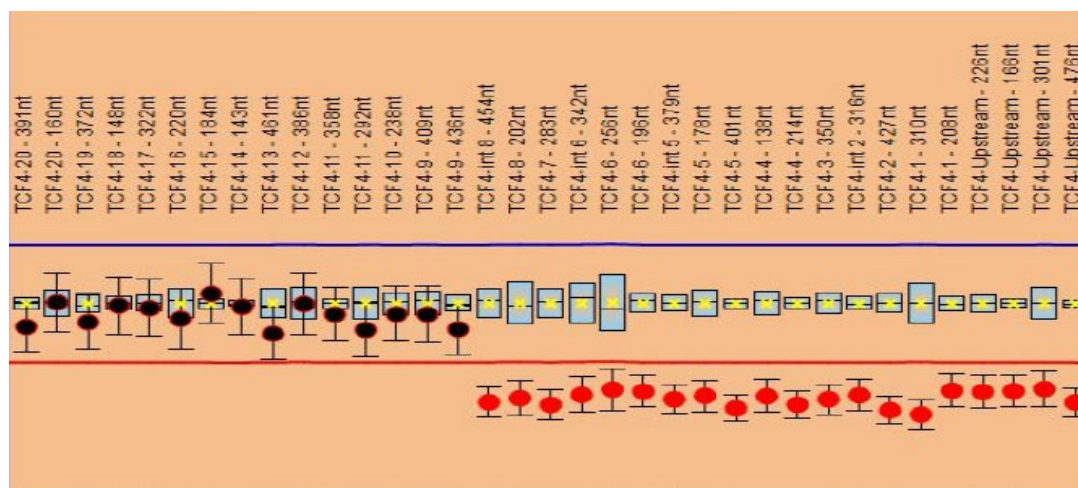 TCF4-20 - 391nt
TCF4-20 - 160nt
TCF4-19 - 372nt
TCF4-18 - 148nt
TCF4-17 - 322nt
TCF4-16 - 220nt
TCF4-15 - 184nt
TCF4-14 - 143nt
TCF4-13 - 461nt
TCF4-12 - 386nt
TCF4-11 - 358nt
TCF4-11 - 292nt
TCF4-10 - 238nt
TCF4-9 - 409nt
TCF4-9 - 436nt
TCF4-int 8 - 454nt
TCF4-8 - 202nt
TCF4-7 - 283nt
TCF4-int 6 - 342nt
TCF4-6 - 256nt
TCF4-6 - 196nt
TCF4-int 5 - 379nt
TCF4-5 - 178nt
TCF4-5 - 401nt
TCF4-4 - 138nt
TCF4-4 - 214nt
TCF4-3 - 350nt
TCF4-int 2 - 316nt
TCF4-2 - 427nt
TCF4-1 - 310nt
TCF4-1 - 208nt
TCF4-Upstream - 226nt
TCF4-Upstream - 166nt
TCF4-Upstream - 301nt
TCF4-Upstream - 476nt